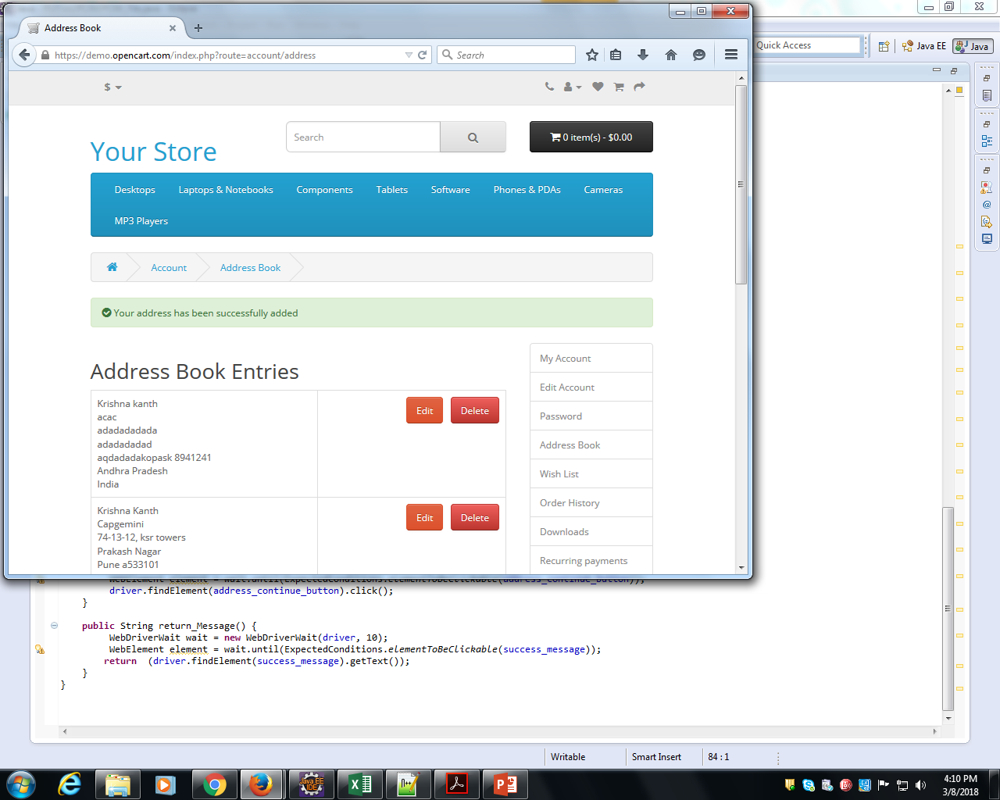 Address Book
https://demo.opencart.com/index.php?route=account/address
Search
Quick Access
Java EE
Java
$
Search
0 item(s) - $0.00
Your Store
Desktops
Laptops & Notebooks
Components
Tablets
Software
Phones & PDAs
Cameras
MP3 Players
Account
Address Book
Your address has been successfully added
Address Book Entries
Krishna kanth
acac
adadadadada
adadadadad
aqdadadakopask 8941241
Andhra Pradesh
India
Edit
Delete
Krishna Kanth
Capgemini
74-13-12, ksr towers
Prakash Nagar
Pune a533101
Edit
Delete
My Account
Edit Account
Password
Address Book
Wish List
Order History
Downloads
Recurring payments
WebElement element = wait.until(ExpectedConditions.elementToBeClickable(address_continue_button));
driver.findElement(address_continue_button).click();
}
public String return_Message() {
WebDriverWait wait = new WebDriverWait(driver, 10);
WebElement element = wait.until(ExpectedConditions.elementToBeClickable(success_message));
return (driver.findElement(success_message).getText());
}
}
Writable
Smart Insert
84 : 1
Java EE
IDE
4:10 PM
3/8/2018